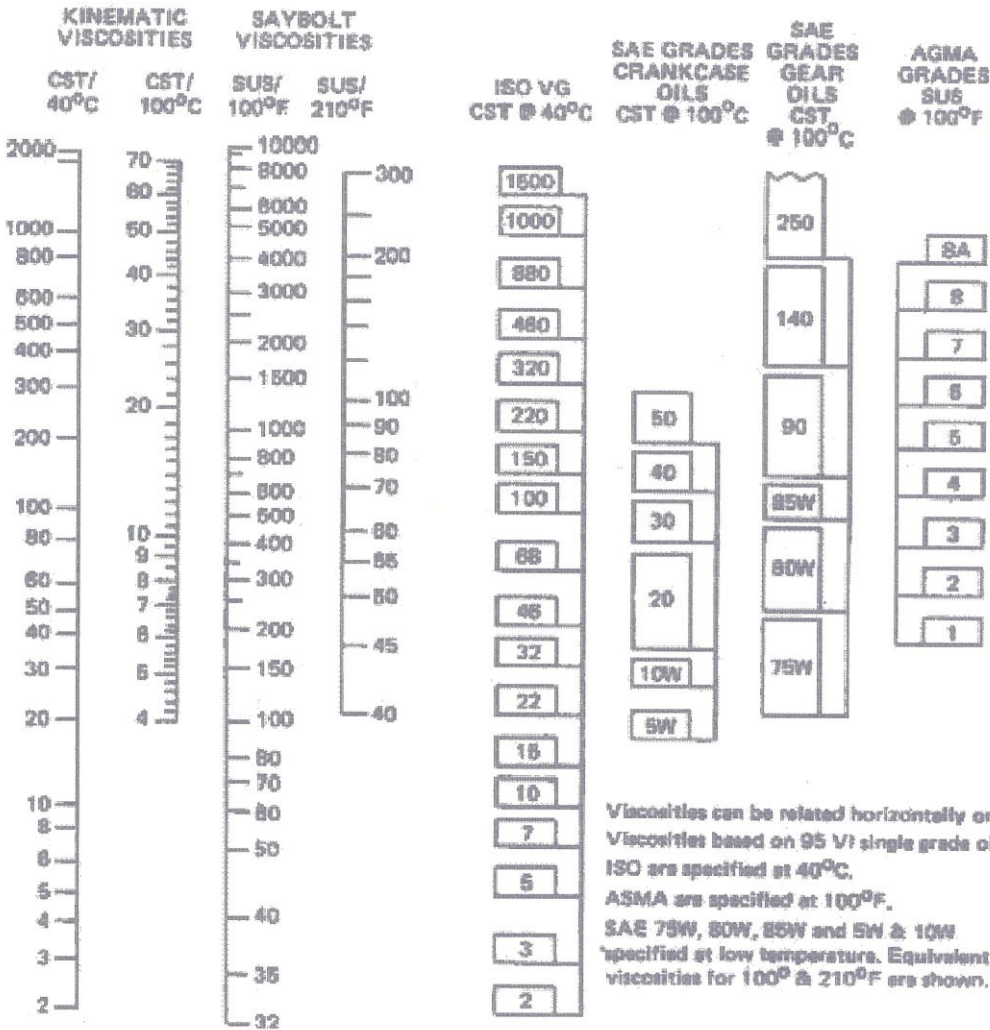 KINEMATIC
VISCOSITIES
SAYBOLT
VISCOSITIES
CST/
40°C
CST/
100°C
SUS/
100°F
SUS/
210°F
ISO VG
CST @ 40°C
SAE GRADES
CRANKCASE
OILS
CST @ 100°C
SAE
GRADES
GEAR
OILS
CST
@ 100°C
AGMA
GRADES
SUS
@ 100°F
2000
1000
800
600
500
400
300
200
100
80
60
50
40
30
20
10
8
6
5
4
3
2
70
60
50
40
30
20
10
9
8
7
6
5
4
10000
8000
6000
5000
4000
3000
2000
1500
1000
800
600
500
400
300
200
150
100
80
70
60
50
40
35
32
300
200
100
90
80
70
60
55
50
45
40
1500
1000
680
460
320
220
150
100
68
46
32
22
15
10
7
5
3
2
50
40
30
20
10W
5W
250
140
90
85W
80W
75W
8A
8
7
6
5
4
3
2
1
Viscosities can be related horizontally on
Viscosities based on 95 VI single grade o
ISO are specified at 40°C.
ASMA are specified at 100°F.
SAE 75W, 80W, 85W and 5W & 10W
specified at low temperature. Equivalent
viscosities for 100° & 210°F are shown.